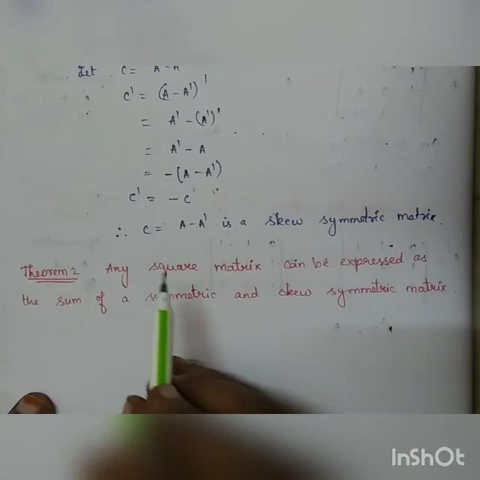 Let C = A-
C' = (A - A')'
= A' - (A')'
= A' - A
= -(A - A')
C' = -C
∴ C = A-A' is a skew symmetric matrix.
Theorem 2 Any square matrix can be expressed as
the sum of a symmetric and skew symmetric matrix.
InShOt